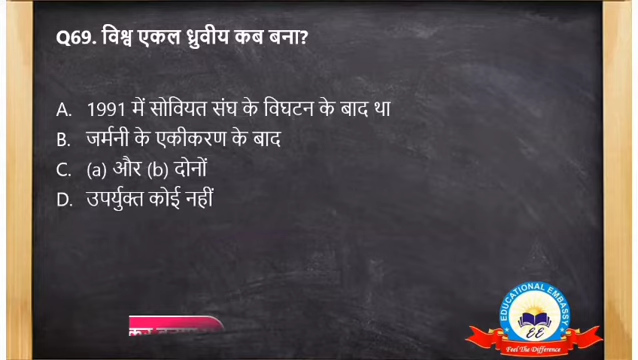 Q69. विश्व एकल ध्रुवीय कब बना?
A. 1991 में सोवियत संघ के विघटन के बाद था
B. जर्मनी के एकीकरण के बाद
C. (a) और (b) दोनों
D. उपर्युक्त कोई नहीं
EDUCATIONAL EMBASSY
EE
Feel The Difference